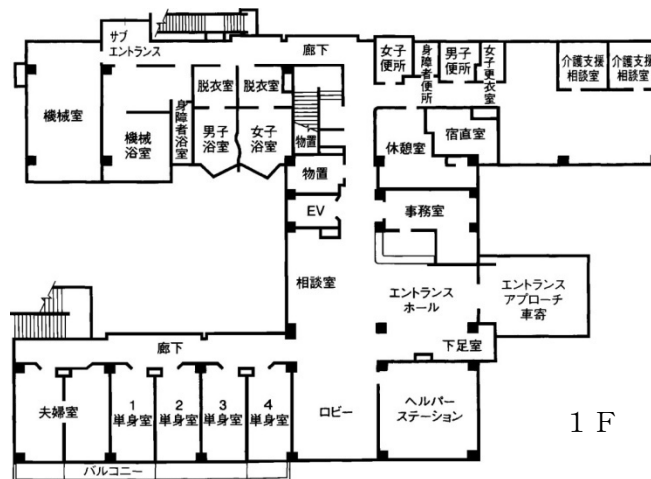 サブ
エントランス
廊下
女子
便所
身障者便所
男子
便所
女子更衣室
介護支援
相談室
介護支援
相談室
機械室
脱衣室
脱衣室
機械
浴室
身障者浴室
男子
浴室
女子
浴室
物置
休憩室
宿直室
物置
EV
事務室
相談室
エントランス
ホール
エントランス
アプローチ
車寄
下足室
廊下
夫婦室
1
単身室
2
単身室
3
単身室
4
単身室
ロビー
ヘルパー
ステーション
バルコニー
1F